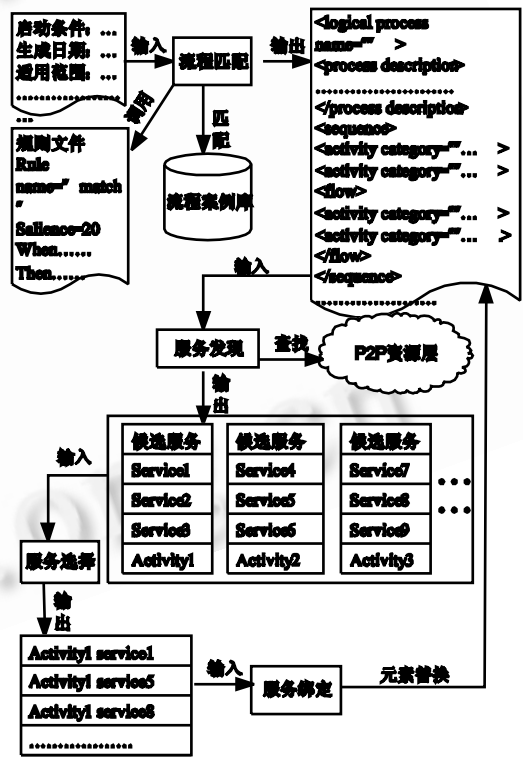 启动条件：…
生成日期：…
适用范围：…
………………
…
输入
流程匹配
输出
调用
匹
配
流程案例库
规则文件
Rule
name=" match
"
Salience=20
When……
Then……
<logical process
name="" >
<process description>
………………………
</process description>
<sequence>
<activity category=""… >
<activity category=""… >
<flow>
<activity category=""… >
<activity category=""… .>
</flow>
</sequence>
……………………
输入
服务发现
查找
P2P资源层
输
出
候选服务
Service1
Service2
Service3
Activity1
候选服务
Service4
Service5
Service6
Activity2
候选服务
Service7
Service8
Service9
Activity3
…
…
输入
服务选择
输
出
Activity1 service1
Activity1 service5
Activity1 service8
…………………
输入
服务绑定
元素替换